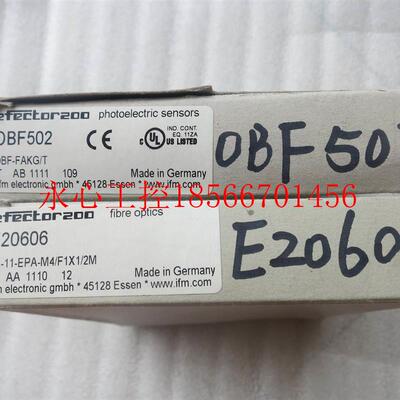 efector200 photoelectric sensors
OBF502
OBF-FAKG/T
AB 1111 109
IND. CONT. EQ. 11ZA
CE
C UL US LISTED
Made in Germany
ifm electronic gmbh * 45128 Essen * www.ifm.com
OBF50
永心工控18566701456
efector200 fibre optics
E20606
-11-EPA-M4/F1X1/2M
AA 1110 12
Made in Germany
ifm electronic gmbh * 45128 Essen * www.ifm.com
E2060